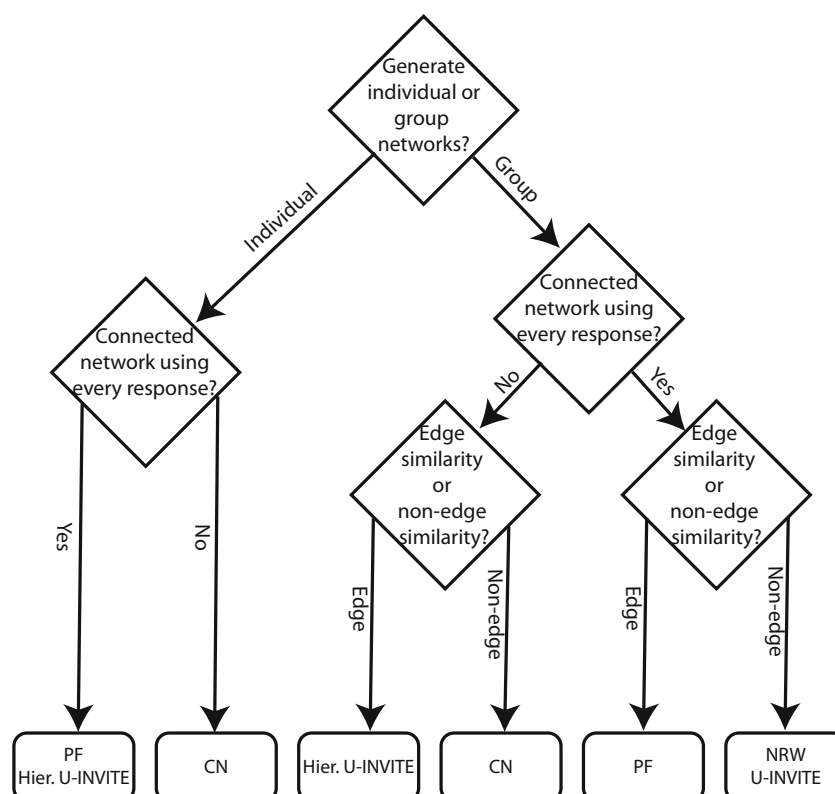 Generate
individual or
group
networks?
Individual
Group
Connected
network using
every response?
Connected
network using
every response?
No
Yes
Edge
similarity
or
non-edge
similarity?
Edge
similarity
or
non-edge
similarity?
Yes
No
Edge
Non-edge
Edge
Non-edge
PF
Hier. U-INVITE
CN
Hier. U-INVITE
CN
PF
NRW
U-INVITE